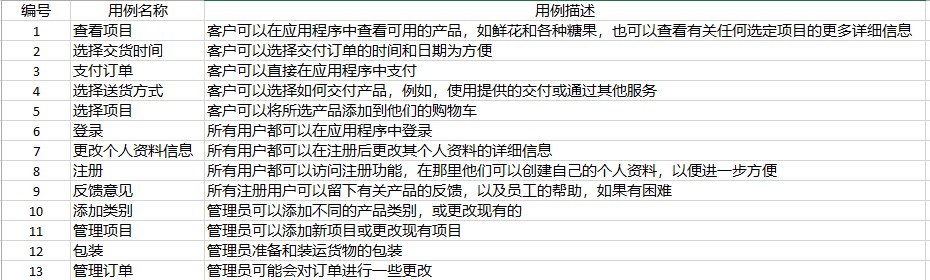 编号 用例名称 用例描述
1 查看项目 客户可以在应用程序中查看可用的产品，如鲜花和各种糖果，也可以查看有关任何选定项目的更多详细信息
2 选择交货时间 客户可以选择交付订单的时间和日期为方便
3 支付订单 客户可以直接在应用程序中支付
4 选择送货方式 客户可以选择如何交付产品，例如，使用提供的交付或通过其他服务
5 选择项目 客户可以将所选产品添加到他们的购物车
6 登录 所有用户都可以在应用程序中登录
7 更改个人资料信息 所有用户都可以在注册后更改其个人资料的详细信息
8 注册 所有用户都可以访问注册功能，在那里他们可以创建自己的个人资料，以便进一步方便
9 反馈意见 所有注册用户可以留下有关产品的反馈，以及员工的帮助，如果有困难
10 添加类别 管理员可以添加不同的产品类别，或更改现有的
11 管理项目 管理员可以添加新项目或更改现有项目
12 包装 管理员准备和装运货物的包装
13 管理订单 管理员可能会对订单进行一些更改